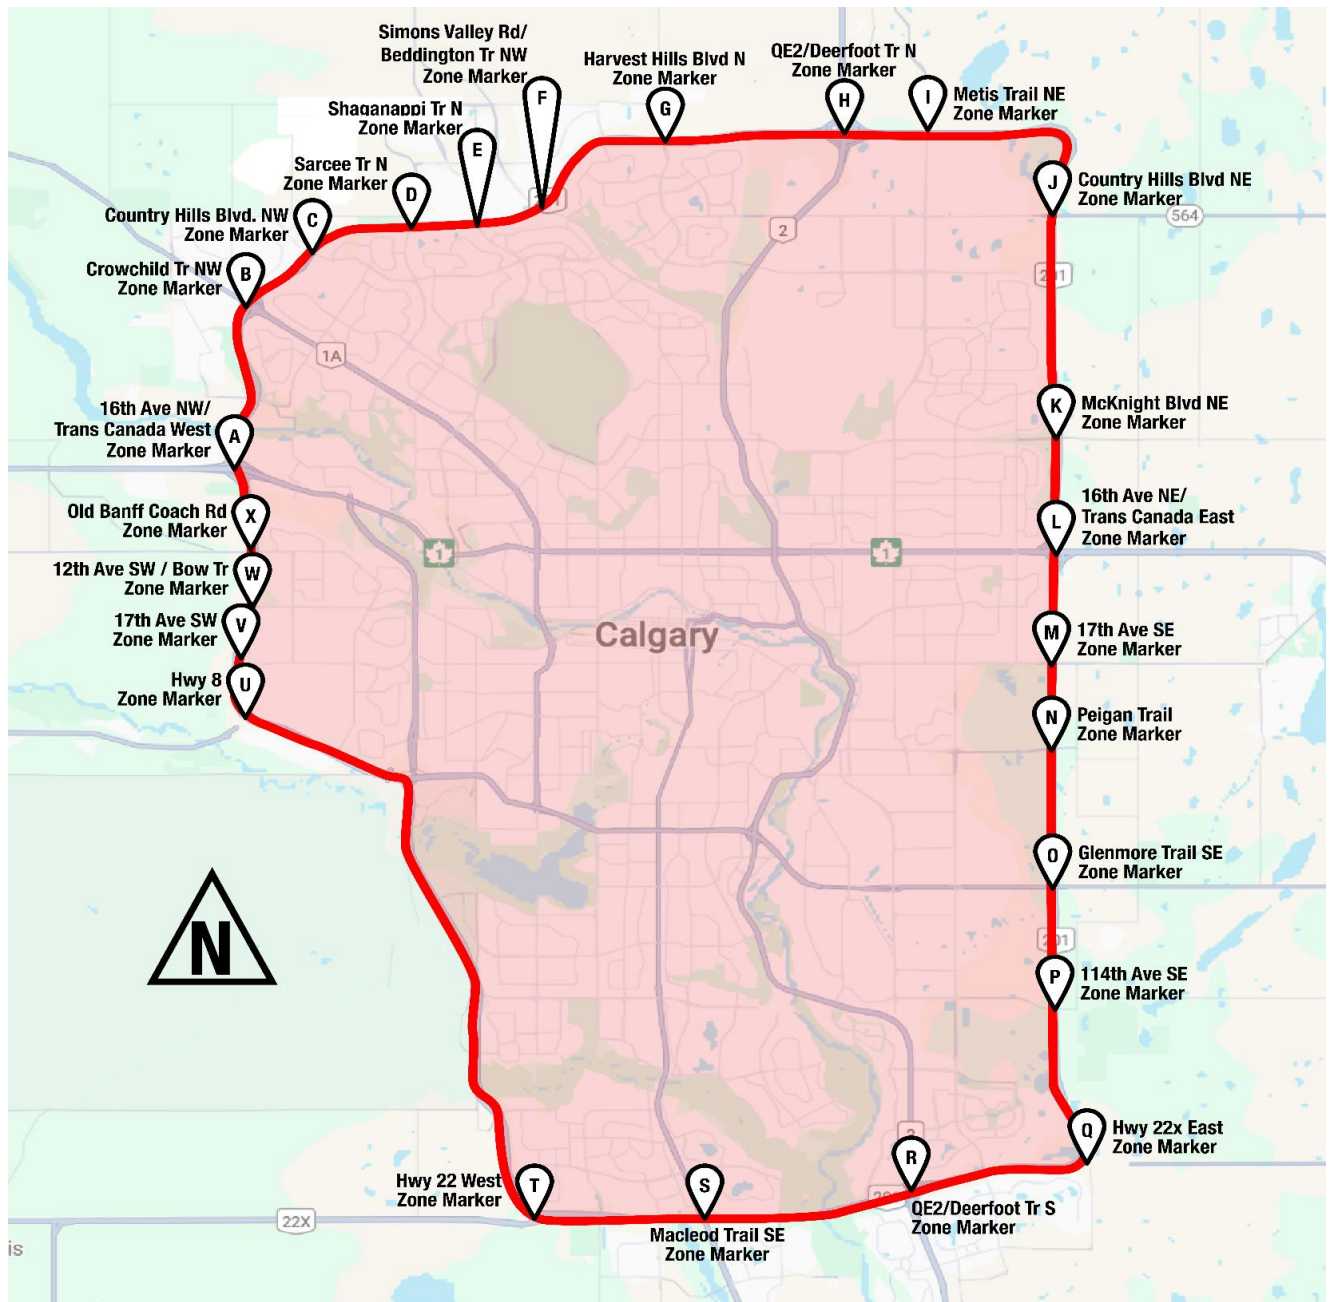 Simons Valley Rd/
Beddington Tr NW
Zone Marker
F
Harvest Hills Blvd N
Zone Marker
G
QE2/Deerfoot Tr N
Zone Marker
H
I
Metis Trail NE
Zone Marker
Shaganappi Tr N
Zone Marker
E
Sarcee Tr N
Zone Marker
D
Country Hills Blvd. NW
Zone Marker
C
J
Country Hills Blvd NE
Zone Marker
564
Crowchild Tr NW
Zone Marker
B
2
201
1A
16th Ave NW/
Trans Canada West
Zone Marker
A
K
McKnight Blvd NE
Zone Marker
Old Banff Coach Rd
Zone Marker
X
L
16th Ave NE/
Trans Canada East
Zone Marker
1
1
12th Ave SW / Bow Tr
Zone Marker
W
17th Ave SW
Zone Marker
V
Calgary
M
17th Ave SE
Zone Marker
Hwy 8
Zone Marker
U
N
Peigan Trail
Zone Marker
O
Glenmore Trail SE
Zone Marker
N
201
P
114th Ave SE
Zone Marker
Q
Hwy 22x East
Zone Marker
2
R
QE2/Deerfoot Tr S
Zone Marker
Hwy 22 West
Zone Marker
T
S
Macleod Trail SE
Zone Marker
22X
is